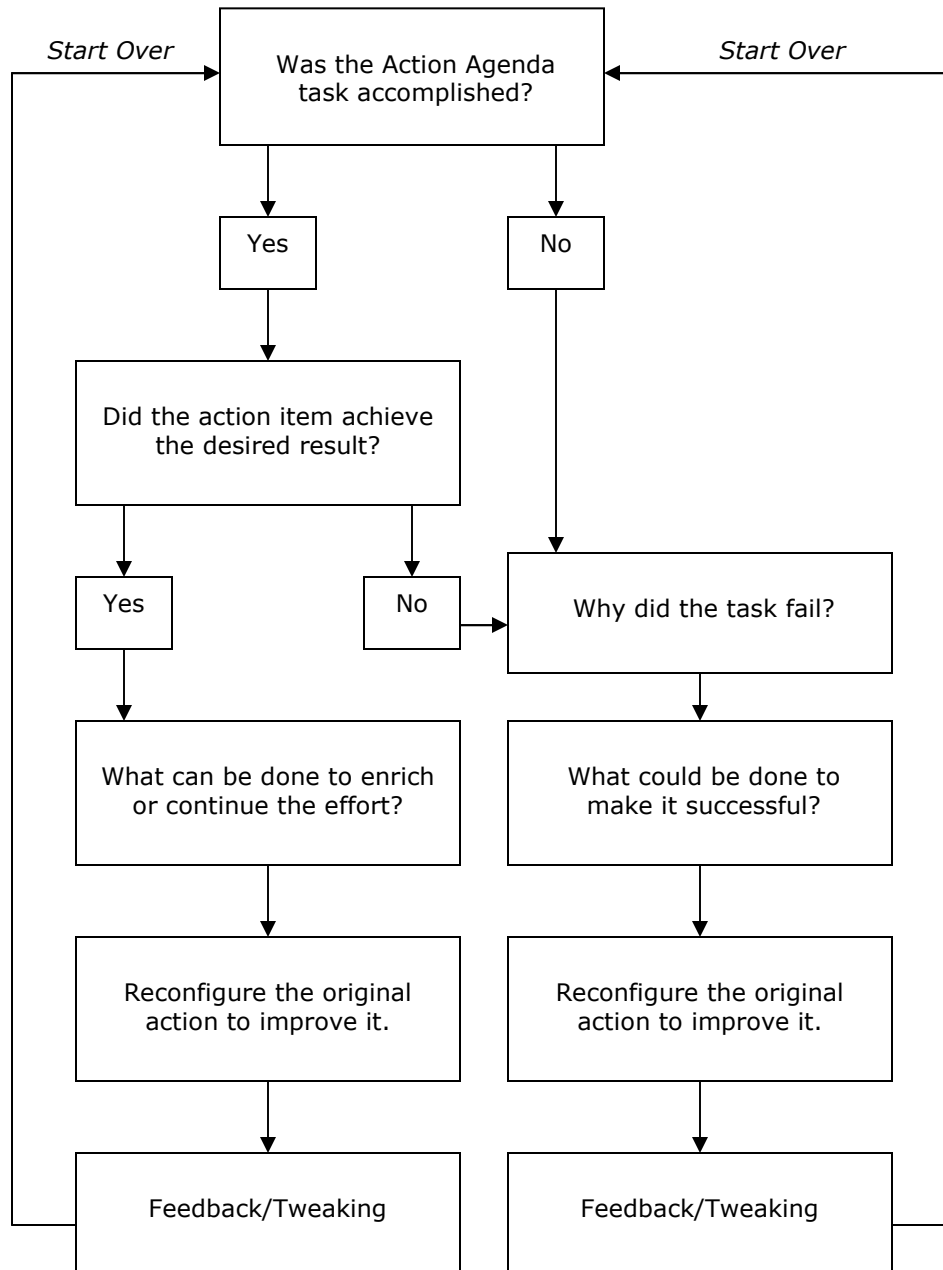 Start Over
Start Over
Was the Action Agenda
task accomplished?
Yes
No
Did the action item achieve
the desired result?
Yes
No
Why did the task fail?
What can be done to enrich
or continue the effort?
What could be done to
make it successful?
Reconfigure the original
action to improve it.
Reconfigure the original
action to improve it.
Feedback/Tweaking
Feedback/Tweaking